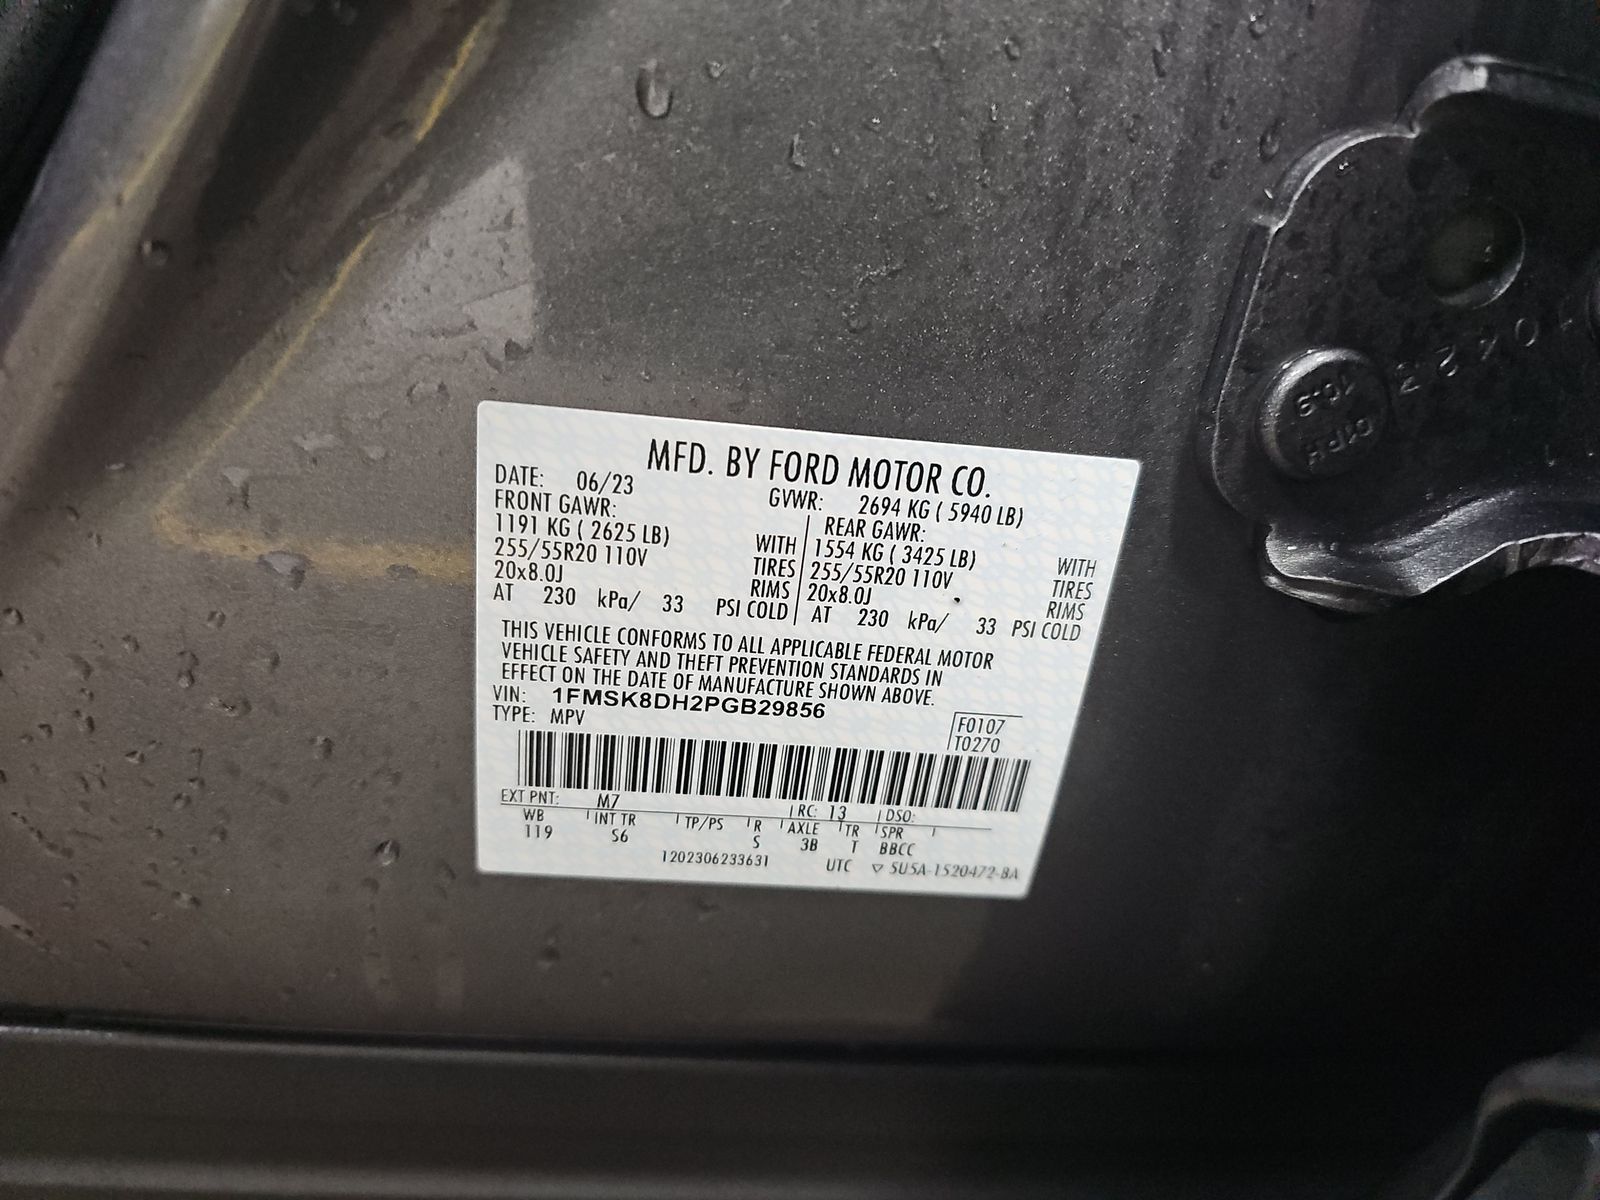 MFD. BY FORD MOTOR CO.
DATE: 06/23 GVWR: 2694 KG ( 5940 LB)
FRONT GAWR: REAR GAWR:
1191 KG ( 2625 LB) WITH 1554 KG ( 3425 LB) WITH
255/55R20 110V TIRES 255/55R20 110V TIRES
20x8.0J RIMS 20x8.0J RIMS
AT 230 kPa/ 33 PSI COLD AT 230 kPa/ 33 PSI COLD
THIS VEHICLE CONFORMS TO ALL APPLICABLE FEDERAL MOTOR
VEHICLE SAFETY AND THEFT PREVENTION STANDARDS IN
EFFECT ON THE DATE OF MANUFACTURE SHOWN ABOVE.
VIN: 1FMSK8DH2PGB29856
TYPE: MPV
F0107
T0270
EXT PNT: M7 RC: 13 DSO:
WB INT TR TP/PS R AXLE TR SPR
119 S6 S 3B T BBCC
1202306233631 UTC ▽ 5U5A-1520472-BA
10.9